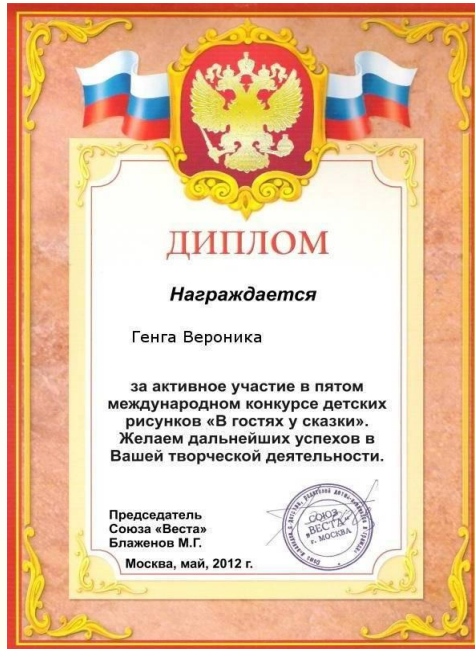 ДИПЛОМ
Награждается
Генга Вероника
за активное участие в пятом
международном конкурсе детских
рисунков «В гостях у сказки».
Желаем дальнейших успехов в
Вашей творческой деятельности.
Председатель
Союза «Веста»
Блаженов М.Г.
Москва, май, 2012 г.
СОЮЗ
„ВЕСТА"
г. МОСКВА